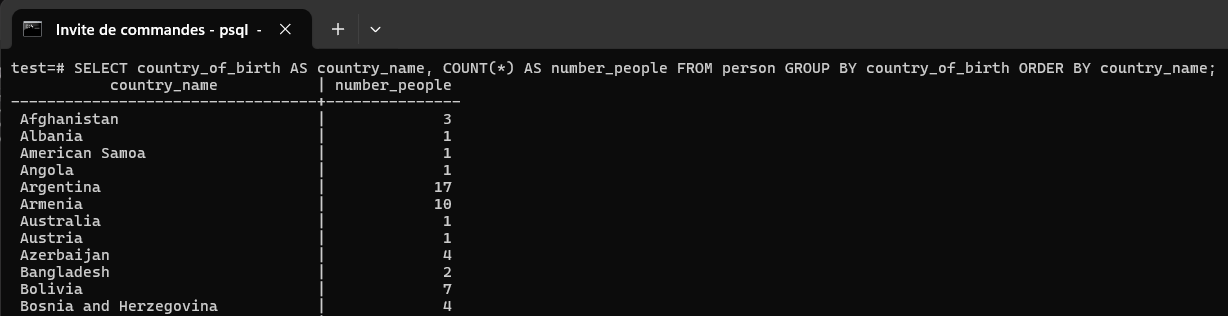 Invite de commandes - psql -
test=# SELECT country_of_birth AS country_name, COUNT(*) AS number_people FROM person GROUP BY country_of_birth ORDER BY country_name;
country_name | number_people
----------------------------------+---------------
Afghanistan | 3
Albania | 1
American Samoa | 1
Angola | 1
Argentina | 17
Armenia | 10
Australia | 1
Austria | 1
Azerbaijan | 4
Bangladesh | 2
Bolivia | 7
Bosnia and Herzegovina | 4